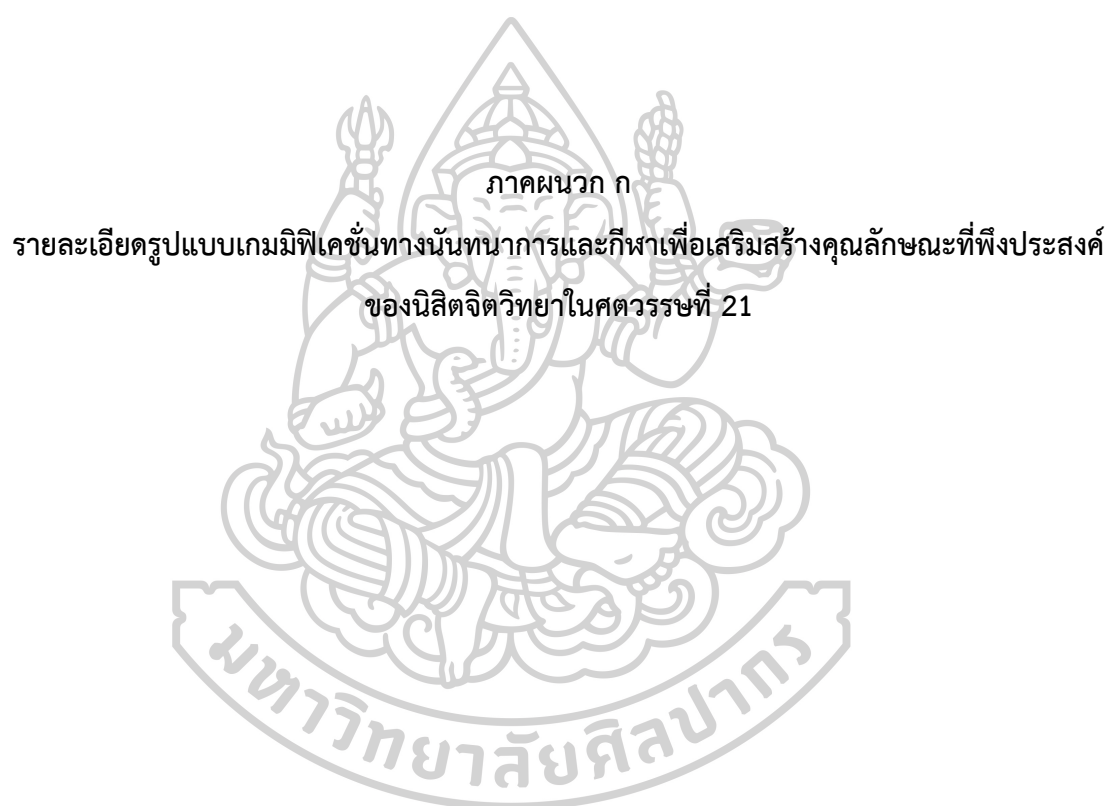 ภาคผนวก ก
รายละเอียดรูปแบบเกมมิฟิเคชั่นทางนันทนาการและกีฬาเพื่อเสริมสร้างคุณลักษณะที่พึงประสงค์
ของนิสิตจิตวิทยาในศตวรรษที่ 21
มหาวิทยาลัยศิลปากร